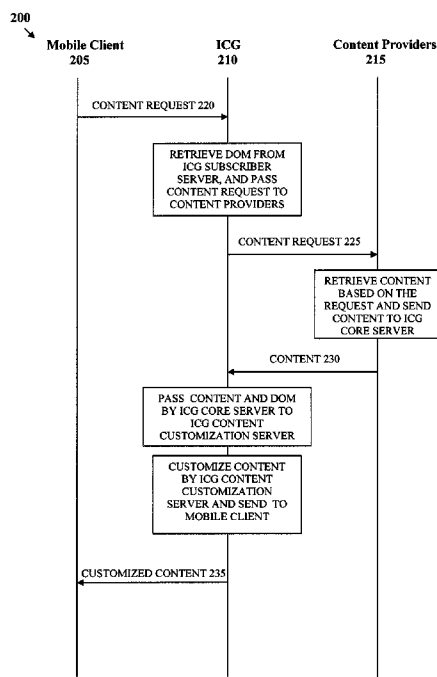 200
Mobile Client
205
ICG
210
Content Providers
215
CONTENT REQUEST 220
RETRIEVE DOM FROM
ICG SUBSCRIBER
SERVER, AND PASS
CONTENT REQUEST TO
CONTENT PROVIDERS
CONTENT REQUEST 225
RETRIEVE CONTENT
BASED ON THE
REQUEST AND SEND
CONTENT TO ICG
CORE SERVER
CONTENT 230
PASS CONTENT AND DOM
BY ICG CORE SERVER TO
ICG CONTENT
CUSTOMIZATION SERVER
CUSTOMIZE CONTENT
BY ICG CONTENT
CUSTOMIZATION
SERVER AND SEND TO
MOBILE CLIENT
CUSTOMIZED CONTENT 235